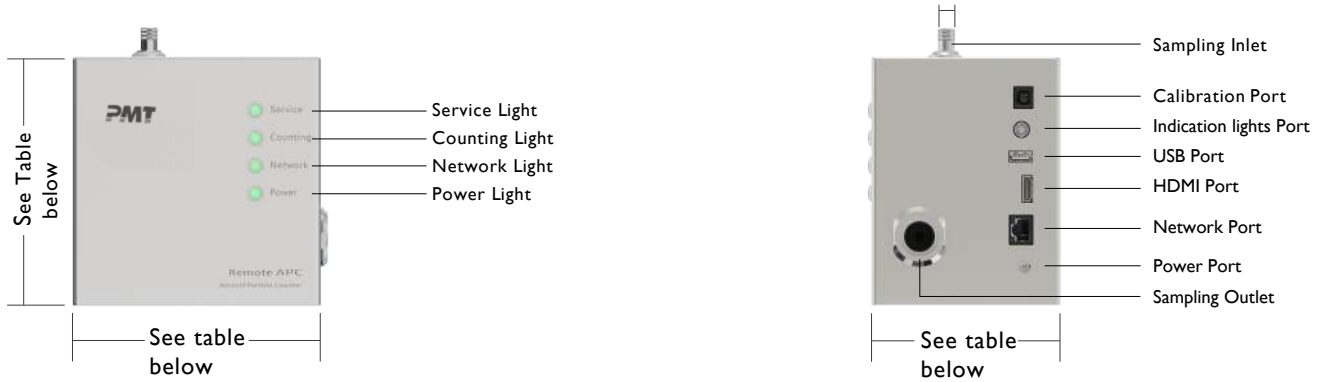 PMT
Service
Counting
Network
Power
Remote APC
Service Light
Counting Light
Network Light
Power Light
See Table
below
See table
below
Sampling Inlet
Calibration Port
Indication lights Port
USB Port
HDMI Port
Network Port
Power Port
Sampling Outlet
See table
below